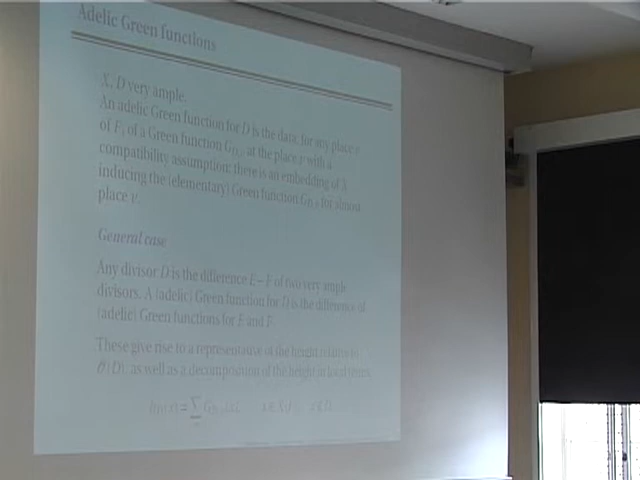 Adelic Green functions
X, D very ample.
An adelic Green function for D is the data, for any place v
of F, of a Green function G_{D,v} at the place v with a
compatibility assumption: there is an embedding of X
inducing the (elementary) Green function G_{D,v} for almost
place v.
General case
Any divisor D is the difference E − F of two very ample
divisors. A (adelic) Green function for D is the difference of
(adelic) Green functions for E and F.
These give rise to a representative of the height relative to
O(D), as well as a decomposition of the height in local terms.